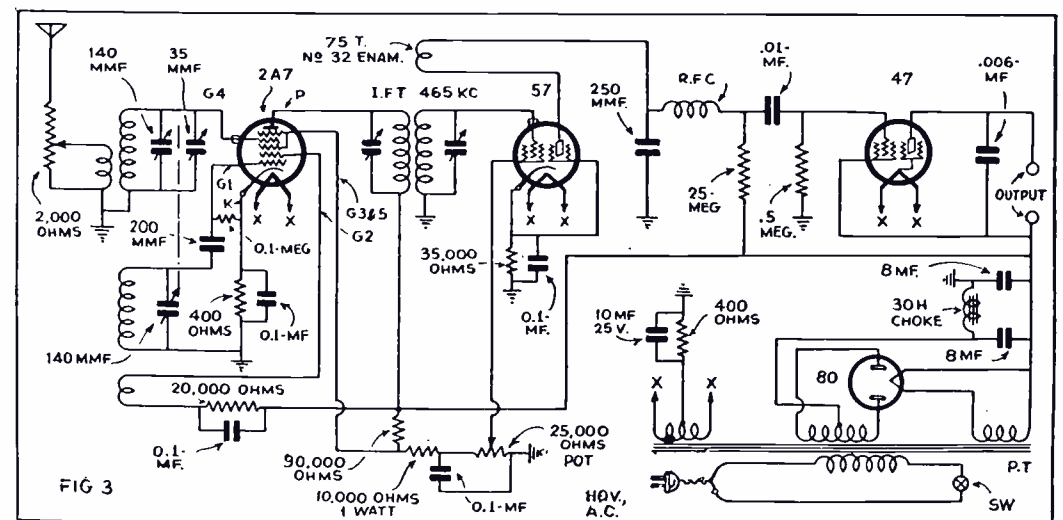 140
MMF
35
MMF
G4
2A7
P
75 T.
Nº 32 ENAM.
I.F.T 465 KC
57
250
MMF.
R.F.C
.01-
MF.
47
.006-
MF
2,000
OHMS
G1
K
X X
200
MMF
0.1-MEG
G3&5
G2
X X
25-
MEG
.5
MEG.
X X
OUTPUT
400
OHMS
0.1-MF
35,000
OHMS
0.1-
MF.
8 MF.
30H
CHOKE
8 MF
10 MF
25 V.
400
OHMS
140 MMF
20,000 OHMS
0.1-
MF.
X X
80
90,000
OHMS
10,000 OHMS
1 WATT
0.1-MF
25,000
OHMS
POT
FIG 3
110V.,
A.C.
P.T
SW